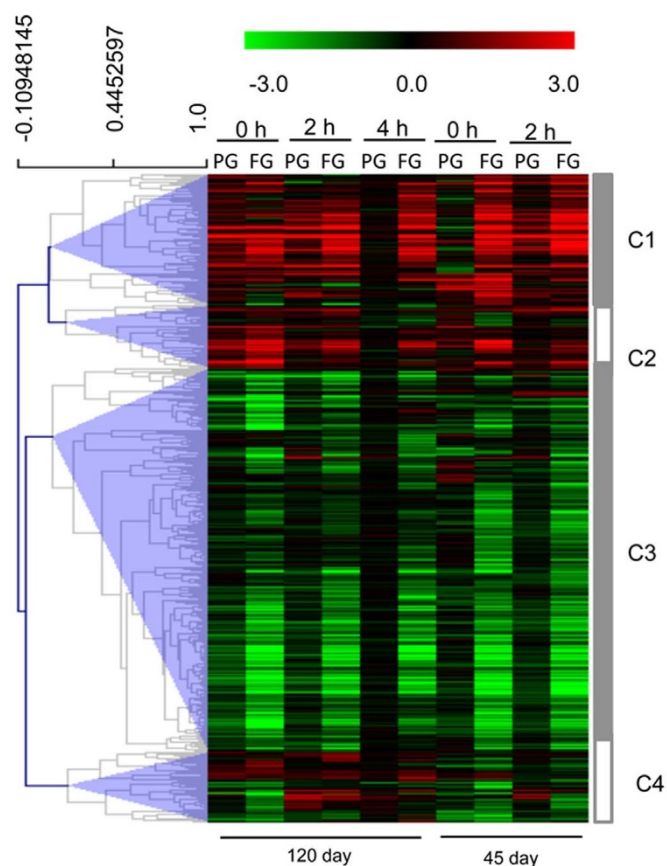 -0.10948145
0.4452597
1.0
-3.0 0.0 3.0
0 h 2 h 4 h 0 h 2 h
PG FG PG FG PG FG PG FG PG FG
C1
C2
C3
C4
120 day 45 day